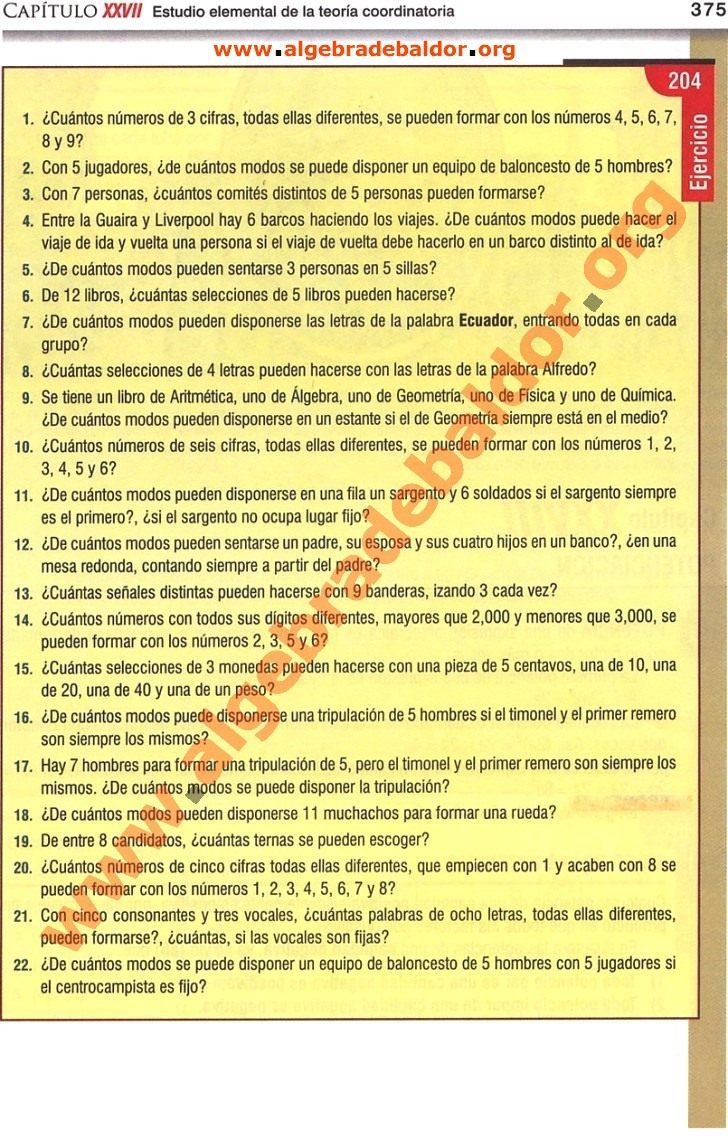 CAPÍTULO XXVII Estudio elemental de la teoría coordinatoria 375
www.algebradebaldor.org
204
Ejercicio
1. ¿Cuántos números de 3 cifras, todas ellas diferentes, se pueden formar con los números 4, 5, 6, 7,
8 y 9?
2. Con 5 jugadores, ¿de cuántos modos se puede disponer un equipo de baloncesto de 5 hombres?
3. Con 7 personas, ¿cuántos comités distintos de 5 personas pueden formarse?
4. Entre la Guaira y Liverpool hay 6 barcos haciendo los viajes. ¿De cuántos modos puede hacer el
viaje de ida y vuelta una persona si el viaje de vuelta debe hacerlo en un barco distinto al de ida?
5. ¿De cuántos modos pueden sentarse 3 personas en 5 sillas?
6. De 12 libros, ¿cuántas selecciones de 5 libros pueden hacerse?
7. ¿De cuántos modos pueden disponerse las letras de la palabra Ecuador, entrando todas en cada
grupo?
8. ¿Cuántas selecciones de 4 letras pueden hacerse con las letras de la palabra Alfredo?
9. Se tiene un libro de Aritmética, uno de Álgebra, uno de Geometría, uno de Física y uno de Química.
¿De cuántos modos pueden disponerse en un estante si el de Geometría siempre está en el medio?
10. ¿Cuántos números de seis cifras, todas ellas diferentes, se pueden formar con los números 1, 2,
3, 4, 5 y 6?
11. ¿De cuántos modos pueden disponerse en una fila un sargento y 6 soldados si el sargento siempre
es el primero?, ¿si el sargento no ocupa lugar fijo?
12. ¿De cuántos modos pueden sentarse un padre, su esposa y sus cuatro hijos en un banco?, ¿en una
mesa redonda, contando siempre a partir del padre?
13. ¿Cuántas señales distintas pueden hacerse con 9 banderas, izando 3 cada vez?
14. ¿Cuántos números con todos sus dígitos diferentes, mayores que 2,000 y menores que 3,000, se
pueden formar con los números 2, 3, 5 y 6?
15. ¿Cuántas selecciones de 3 monedas pueden hacerse con una pieza de 5 centavos, una de 10, una
de 20, una de 40 y una de un peso?
16. ¿De cuántos modos puede disponerse una tripulación de 5 hombres si el timonel y el primer remero
son siempre los mismos?
17. Hay 7 hombres para formar una tripulación de 5, pero el timonel y el primer remero son siempre los
mismos. ¿De cuántos modos se puede disponer la tripulación?
18. ¿De cuántos modos pueden disponerse 11 muchachos para formar una rueda?
19. De entre 8 candidatos, ¿cuántas ternas se pueden escoger?
20. ¿Cuántos números de cinco cifras todas ellas diferentes, que empiecen con 1 y acaben con 8 se
pueden formar con los números 1, 2, 3, 4, 5, 6, 7 y 8?
21. Con cinco consonantes y tres vocales, ¿cuántas palabras de ocho letras, todas ellas diferentes,
pueden formarse?, ¿cuántas, si las vocales son fijas?
22. ¿De cuántos modos se puede disponer un equipo de baloncesto de 5 hombres con 5 jugadores si
el centrocampista es fijo?
www.algebradebaldor.org